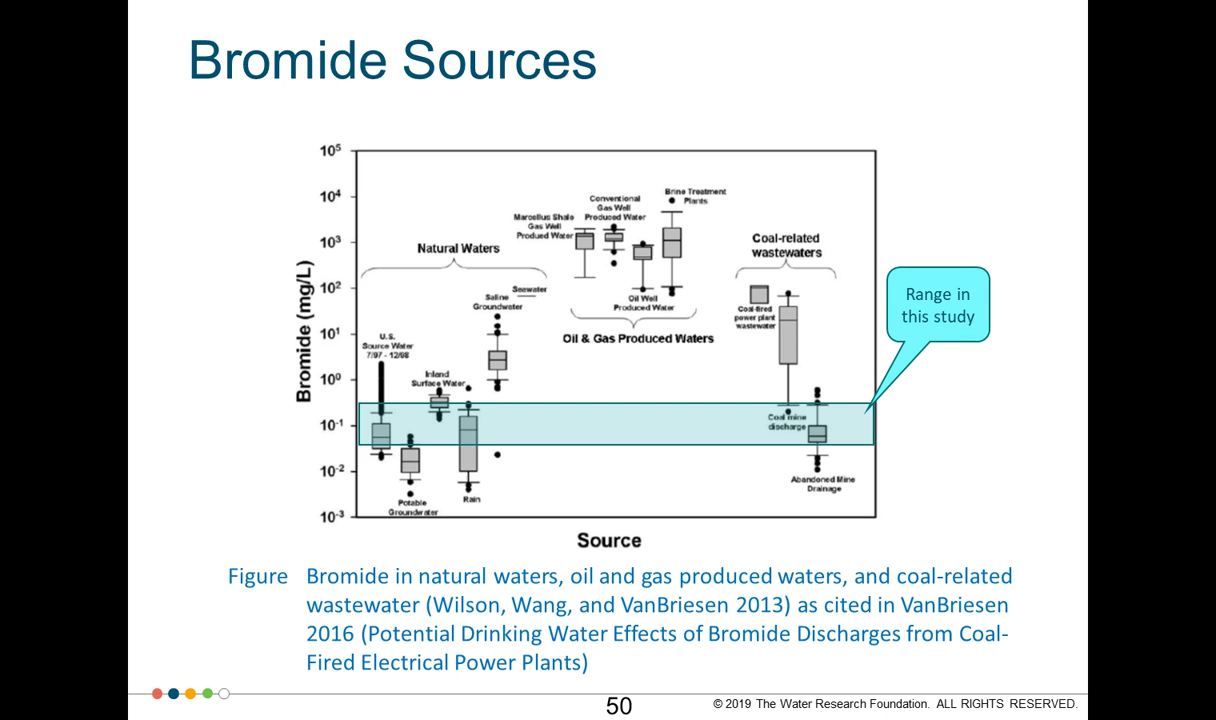 Bromide Sources
10⁵
10⁴
10³
10²
10¹
10⁰
10⁻¹
10⁻²
10⁻³
Bromide (mg/L)
Natural Waters
U.S.
Source Water
7/97 - 12/98
Potable
Groundwater
Inland
Surface Water
Rain
Saline
Groundwater
Seawater
Marcellus Shale
Gas Well
Produed Water
Conventional
Gas Well
Produced Water
Oil Well
Produced Water
Brine Treatment
Plants
Oil & Gas Produced Waters
Coal-related
wastewaters
Coal-fired
power plant
wastewater
Coal mine
discharge
Abandoned Mine
Drainage
Range in
this study
Source
Figure Bromide in natural waters, oil and gas produced waters, and coal-related
wastewater (Wilson, Wang, and VanBriesen 2013) as cited in VanBriesen
2016 (Potential Drinking Water Effects of Bromide Discharges from Coal-
Fired Electrical Power Plants)
50
© 2019 The Water Research Foundation. ALL RIGHTS RESERVED.